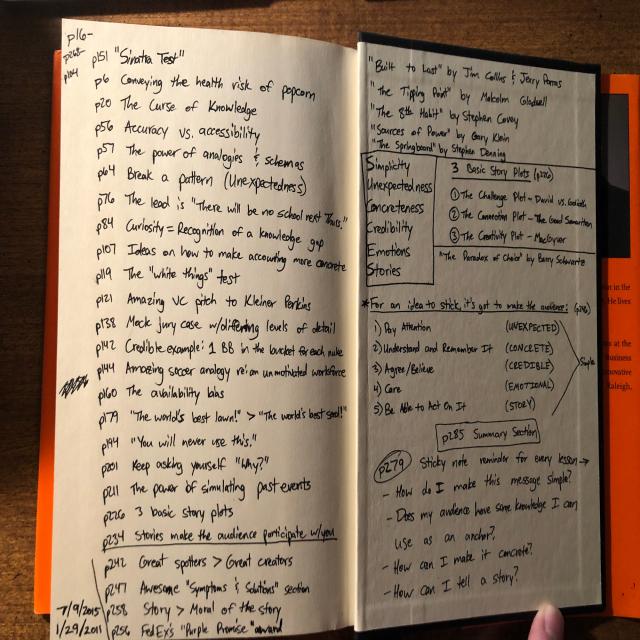 p16-
p268-
p104
p151 "Sinatra Test"
p6 Conveying the health risk of popcorn
p20 The Curse of Knowledge
p56 Accuracy vs. accessibility
p57 The power of analogies & schemas
p64 Break a pattern (Unexpectedness)
p76 The lead is "There will be no school next Thurs."
p84 Curiosity = Recognition of a knowledge gap
p107 Ideas on how to make accounting more concrete
p119 The "white things" test
p121 Amazing VC pitch to Kleiner Perkins
p138 Mock jury case w/differing levels of detail
p142 Credible example: 1 BB in the bucket for each nuke
p144 Amazing soccer analogy re: an unmotivated workforce
p160 The availability bias
p179 "The world's best lawn!" > "The world's best seed!"
p194 "You will never use this."
p201 Keep asking yourself "Why?"
p211 The power of simulating past events
p226 3 basic story plots
p234 Stories make the audience participate w/you
p242 Great spotters > Great creators
p247 Awesome "Symptoms & Solutions" section
7/9/2015 p258 Story > Moral of the story
1/29/2011 p256 FedEx's "Purple Promise" award
"Built to Last" by Jim Collins & Jerry Porras
"The Tipping Point" by Malcolm Gladwell
"The 8th Habit" by Stephen Covey
"Sources of Power" by Gary Klein
"The Springboard" by Stephen Denning
Simplicity
Unexpectedness
Concreteness
Credibility
Emotions
Stories
3 Basic Story Plots (p226)
① The Challenge Plot - David vs. Goliath
② The Connection Plot - The Good Samaritan
③ The Creativity Plot - MacGyver
"The Paradox of Choice" by Barry Schwartz
*For an idea to stick, it's got to make the audience: (p246)
1) Pay Attention (UNEXPECTED)
2) Understand and Remember It (CONCRETE)
3) Agree/Believe (CREDIBLE)
4) Care (EMOTIONAL)
5) Be Able to Act On It (STORY)
Simple
p285 Summary Section
p279 Sticky note reminder for every lesson →
- How do I make this message simple?
- Does my audience have some knowledge I can
use as an anchor?
- How can I make it concrete?
- How can I tell a story?
in the
He lives
at the
business
Raleigh,